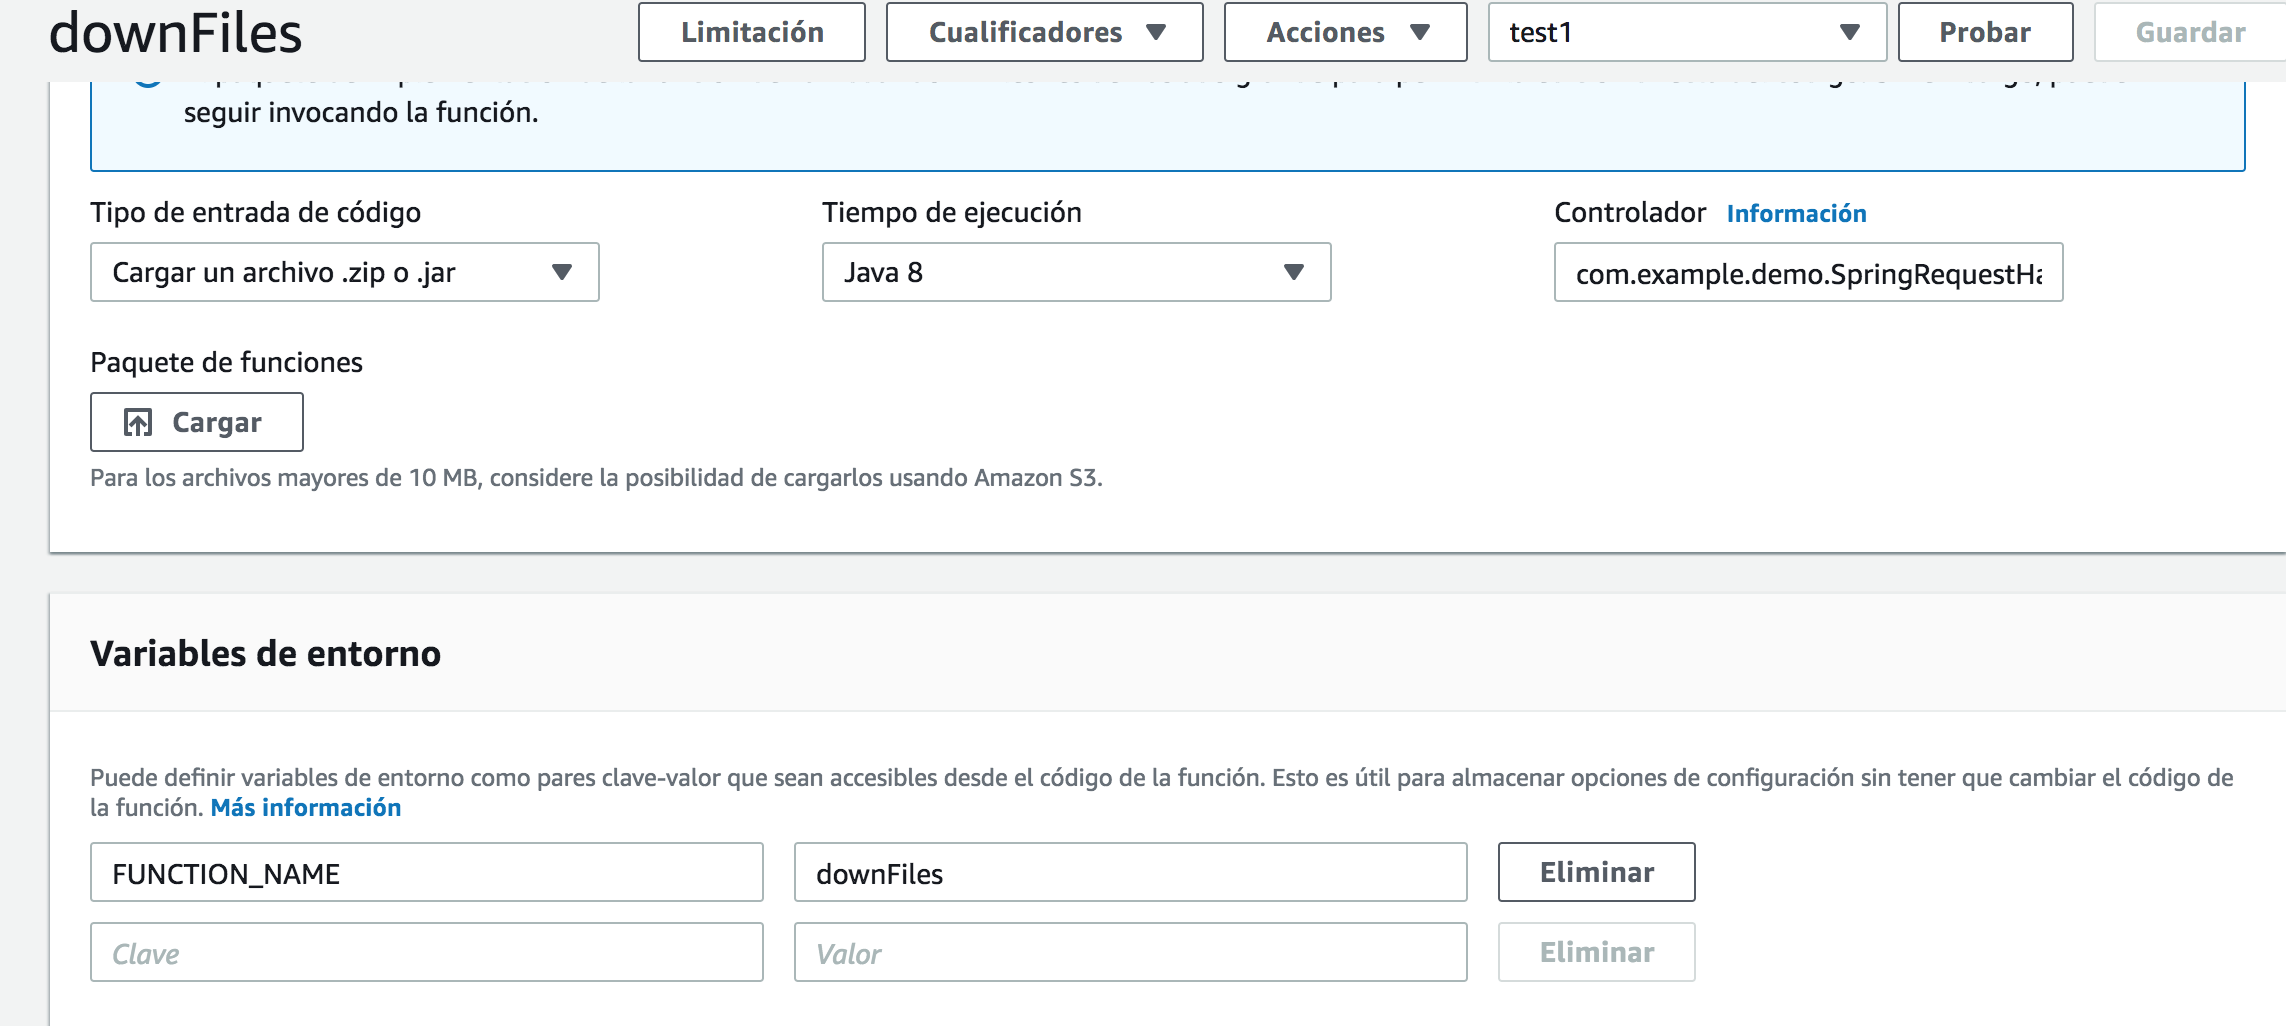 downFiles
Limitación
Cualificadores
Acciones
test1
Probar
Guardar
seguir invocando la función.
Tipo de entrada de código
Tiempo de ejecución
Controlador Información
Cargar un archivo .zip o .jar
Java 8
com.example.demo.SpringRequestHa
Paquete de funciones
Cargar
Para los archivos mayores de 10 MB, considere la posibilidad de cargarlos usando Amazon S3.
Variables de entorno
Puede definir variables de entorno como pares clave-valor que sean accesibles desde el código de la función. Esto es útil para almacenar opciones de configuración sin tener que cambiar el código de
la función. Más información
FUNCTION_NAME
downFiles
Eliminar
Clave
Valor
Eliminar